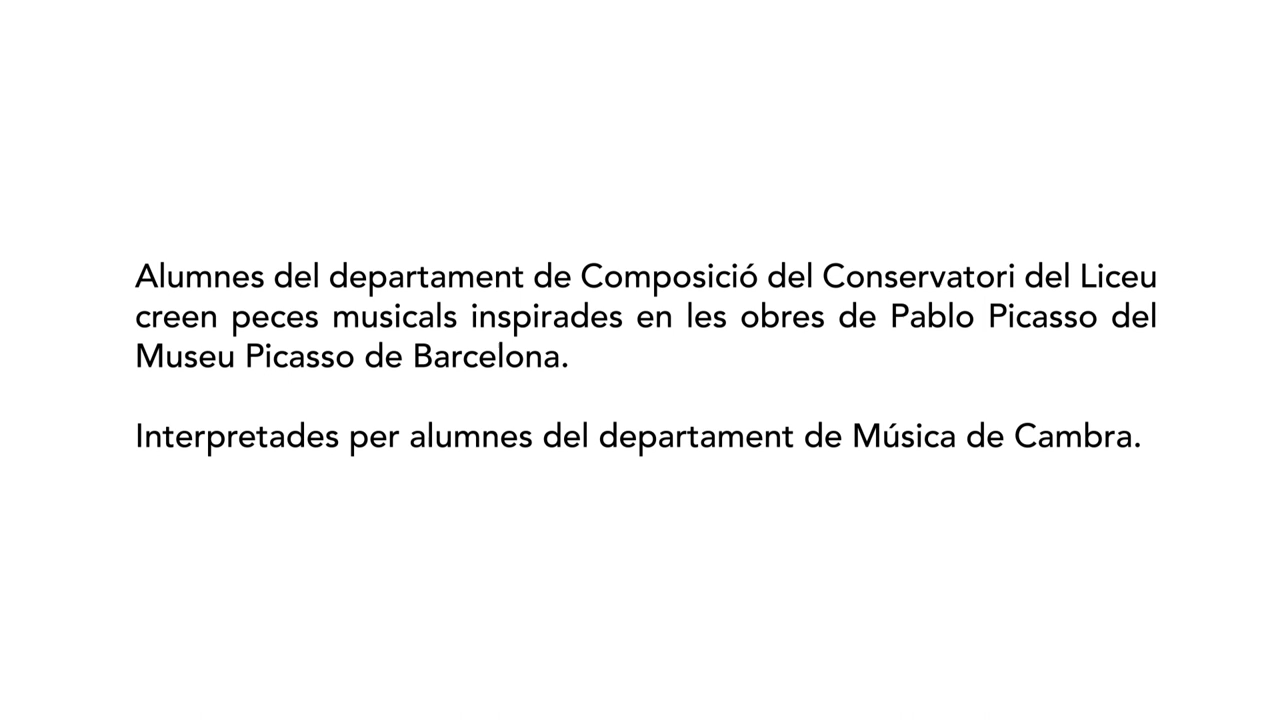 Alumnes del departament de Composició del Conservatori del Liceu
creen peces musicals inspirades en les obres de Pablo Picasso del
Museu Picasso de Barcelona.
Interpretades per alumnes del departament de Música de Cambra.